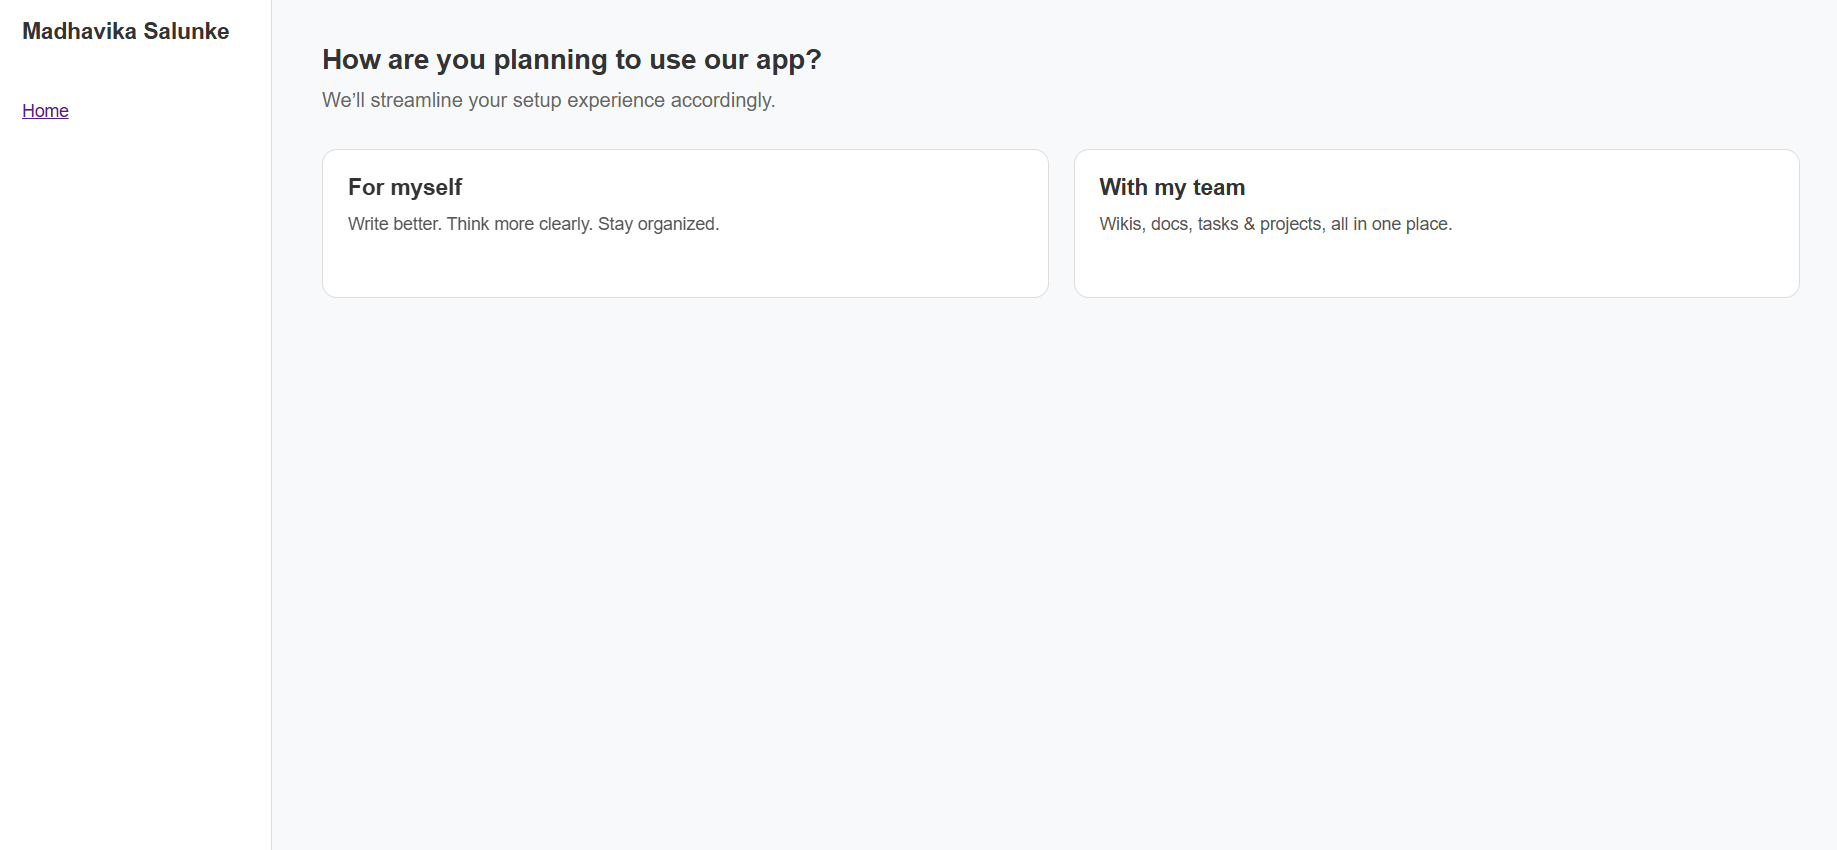 Madhavika Salunke
Home
How are you planning to use our app?
We’ll streamline your setup experience accordingly.
For myself
Write better. Think more clearly. Stay organized.
With my team
Wikis, docs, tasks & projects, all in one place.